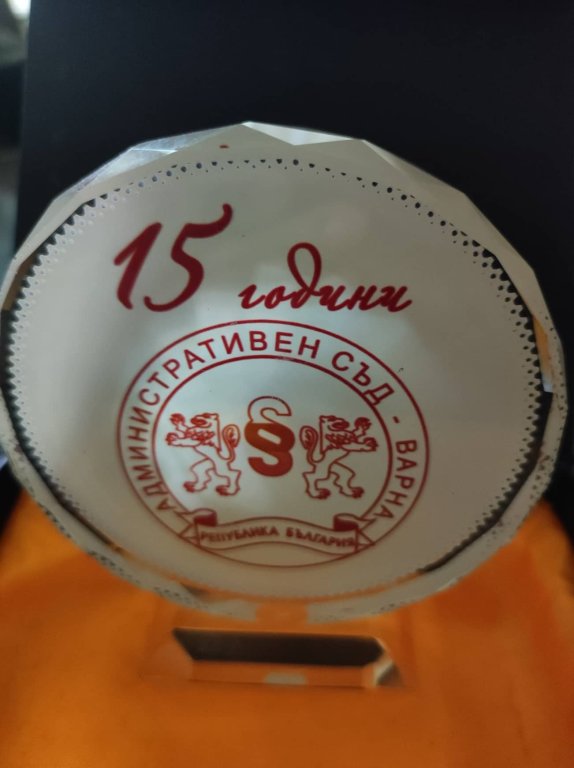 15 години
АДМИНИСТРАТИВЕН СЪД - ВАРНА
§
РЕПУБЛИКА БЪЛГАРИЯ